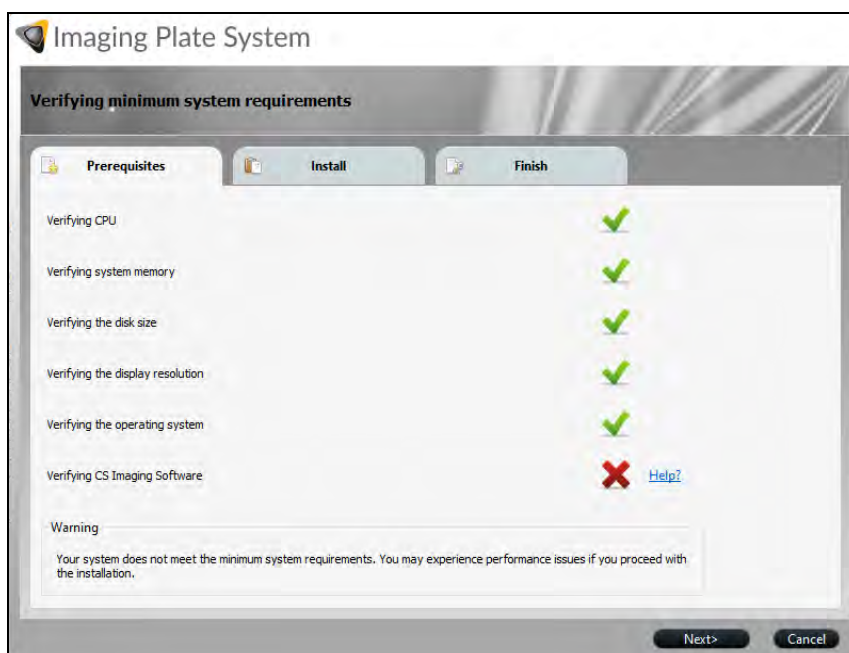 Imaging Plate System
Verifying minimum system requirements
Prerequisites
Install
Finish
Verifying CPU
Verifying system memory
Verifying the disk size
Verifying the display resolution
Verifying the operating system
Verifying CS Imaging Software
Help?
Warning
Your system does not meet the minimum system requirements. You may experience performance issues if you proceed with
the installation.
Next>
Cancel